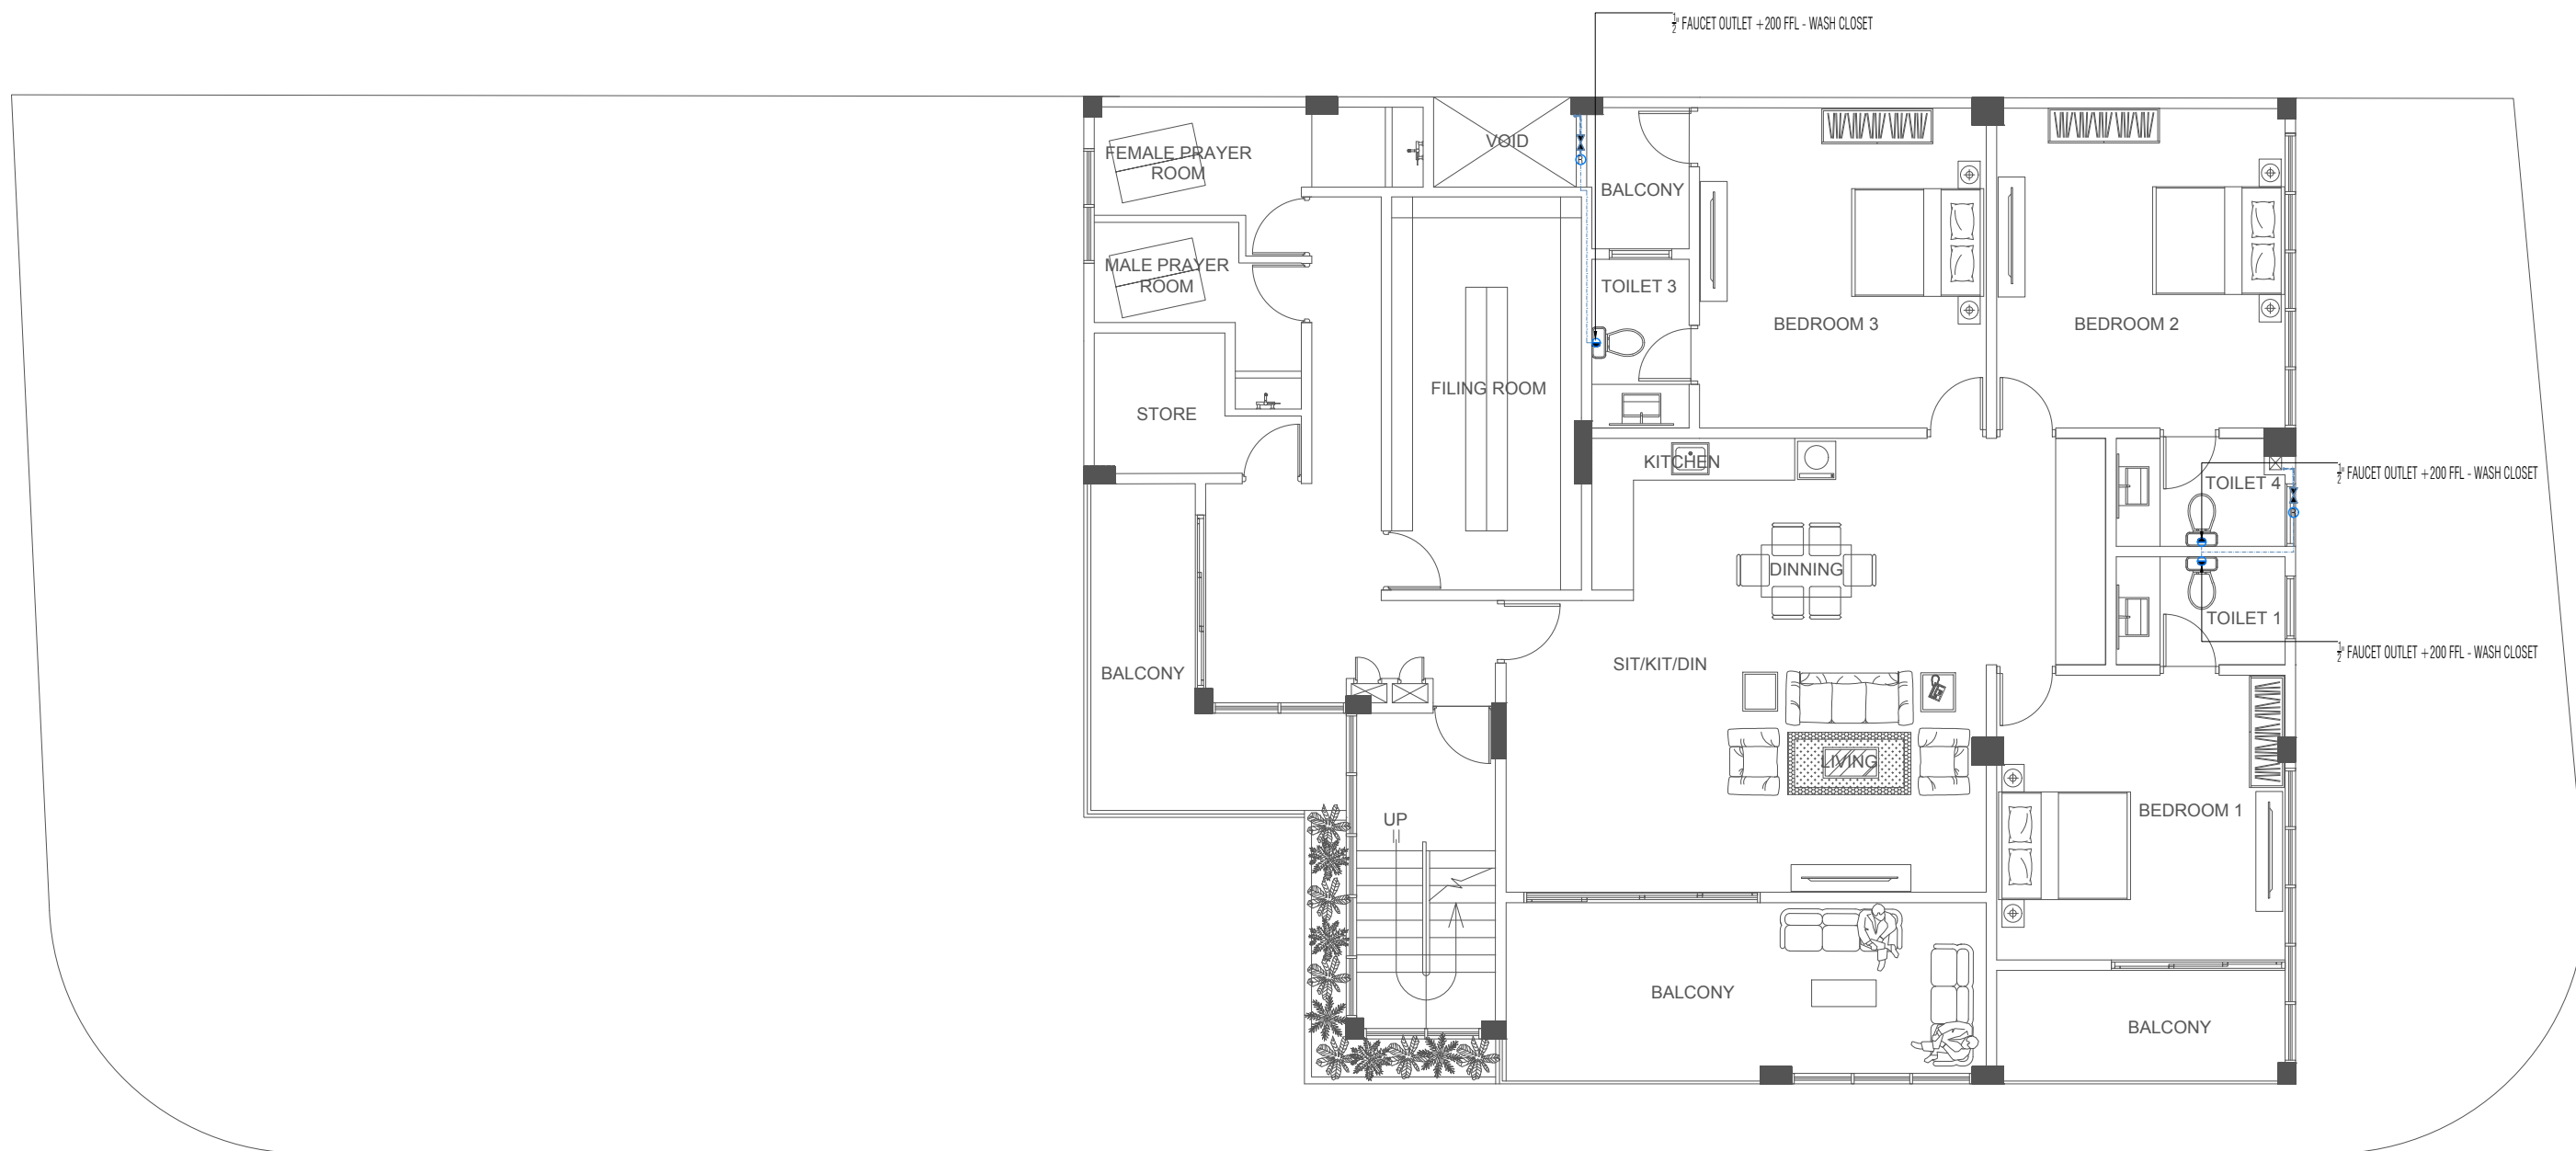 ½" FAUCET OUTLET +200 FFL - WASH CLOSET
FEMALE PRAYER
ROOM
VOID
BALCONY
MALE PRAYER
ROOM
TOILET 3
BEDROOM 3
BEDROOM 2
FILING ROOM
STORE
KITCHEN
TOILET 4
½" FAUCET OUTLET +200 FFL - WASH CLOSET
DINNING
TOILET 1
½" FAUCET OUTLET +200 FFL - WASH CLOSET
SIT/KIT/DIN
BALCONY
LIVING
BEDROOM 1
UP
BALCONY
BALCONY